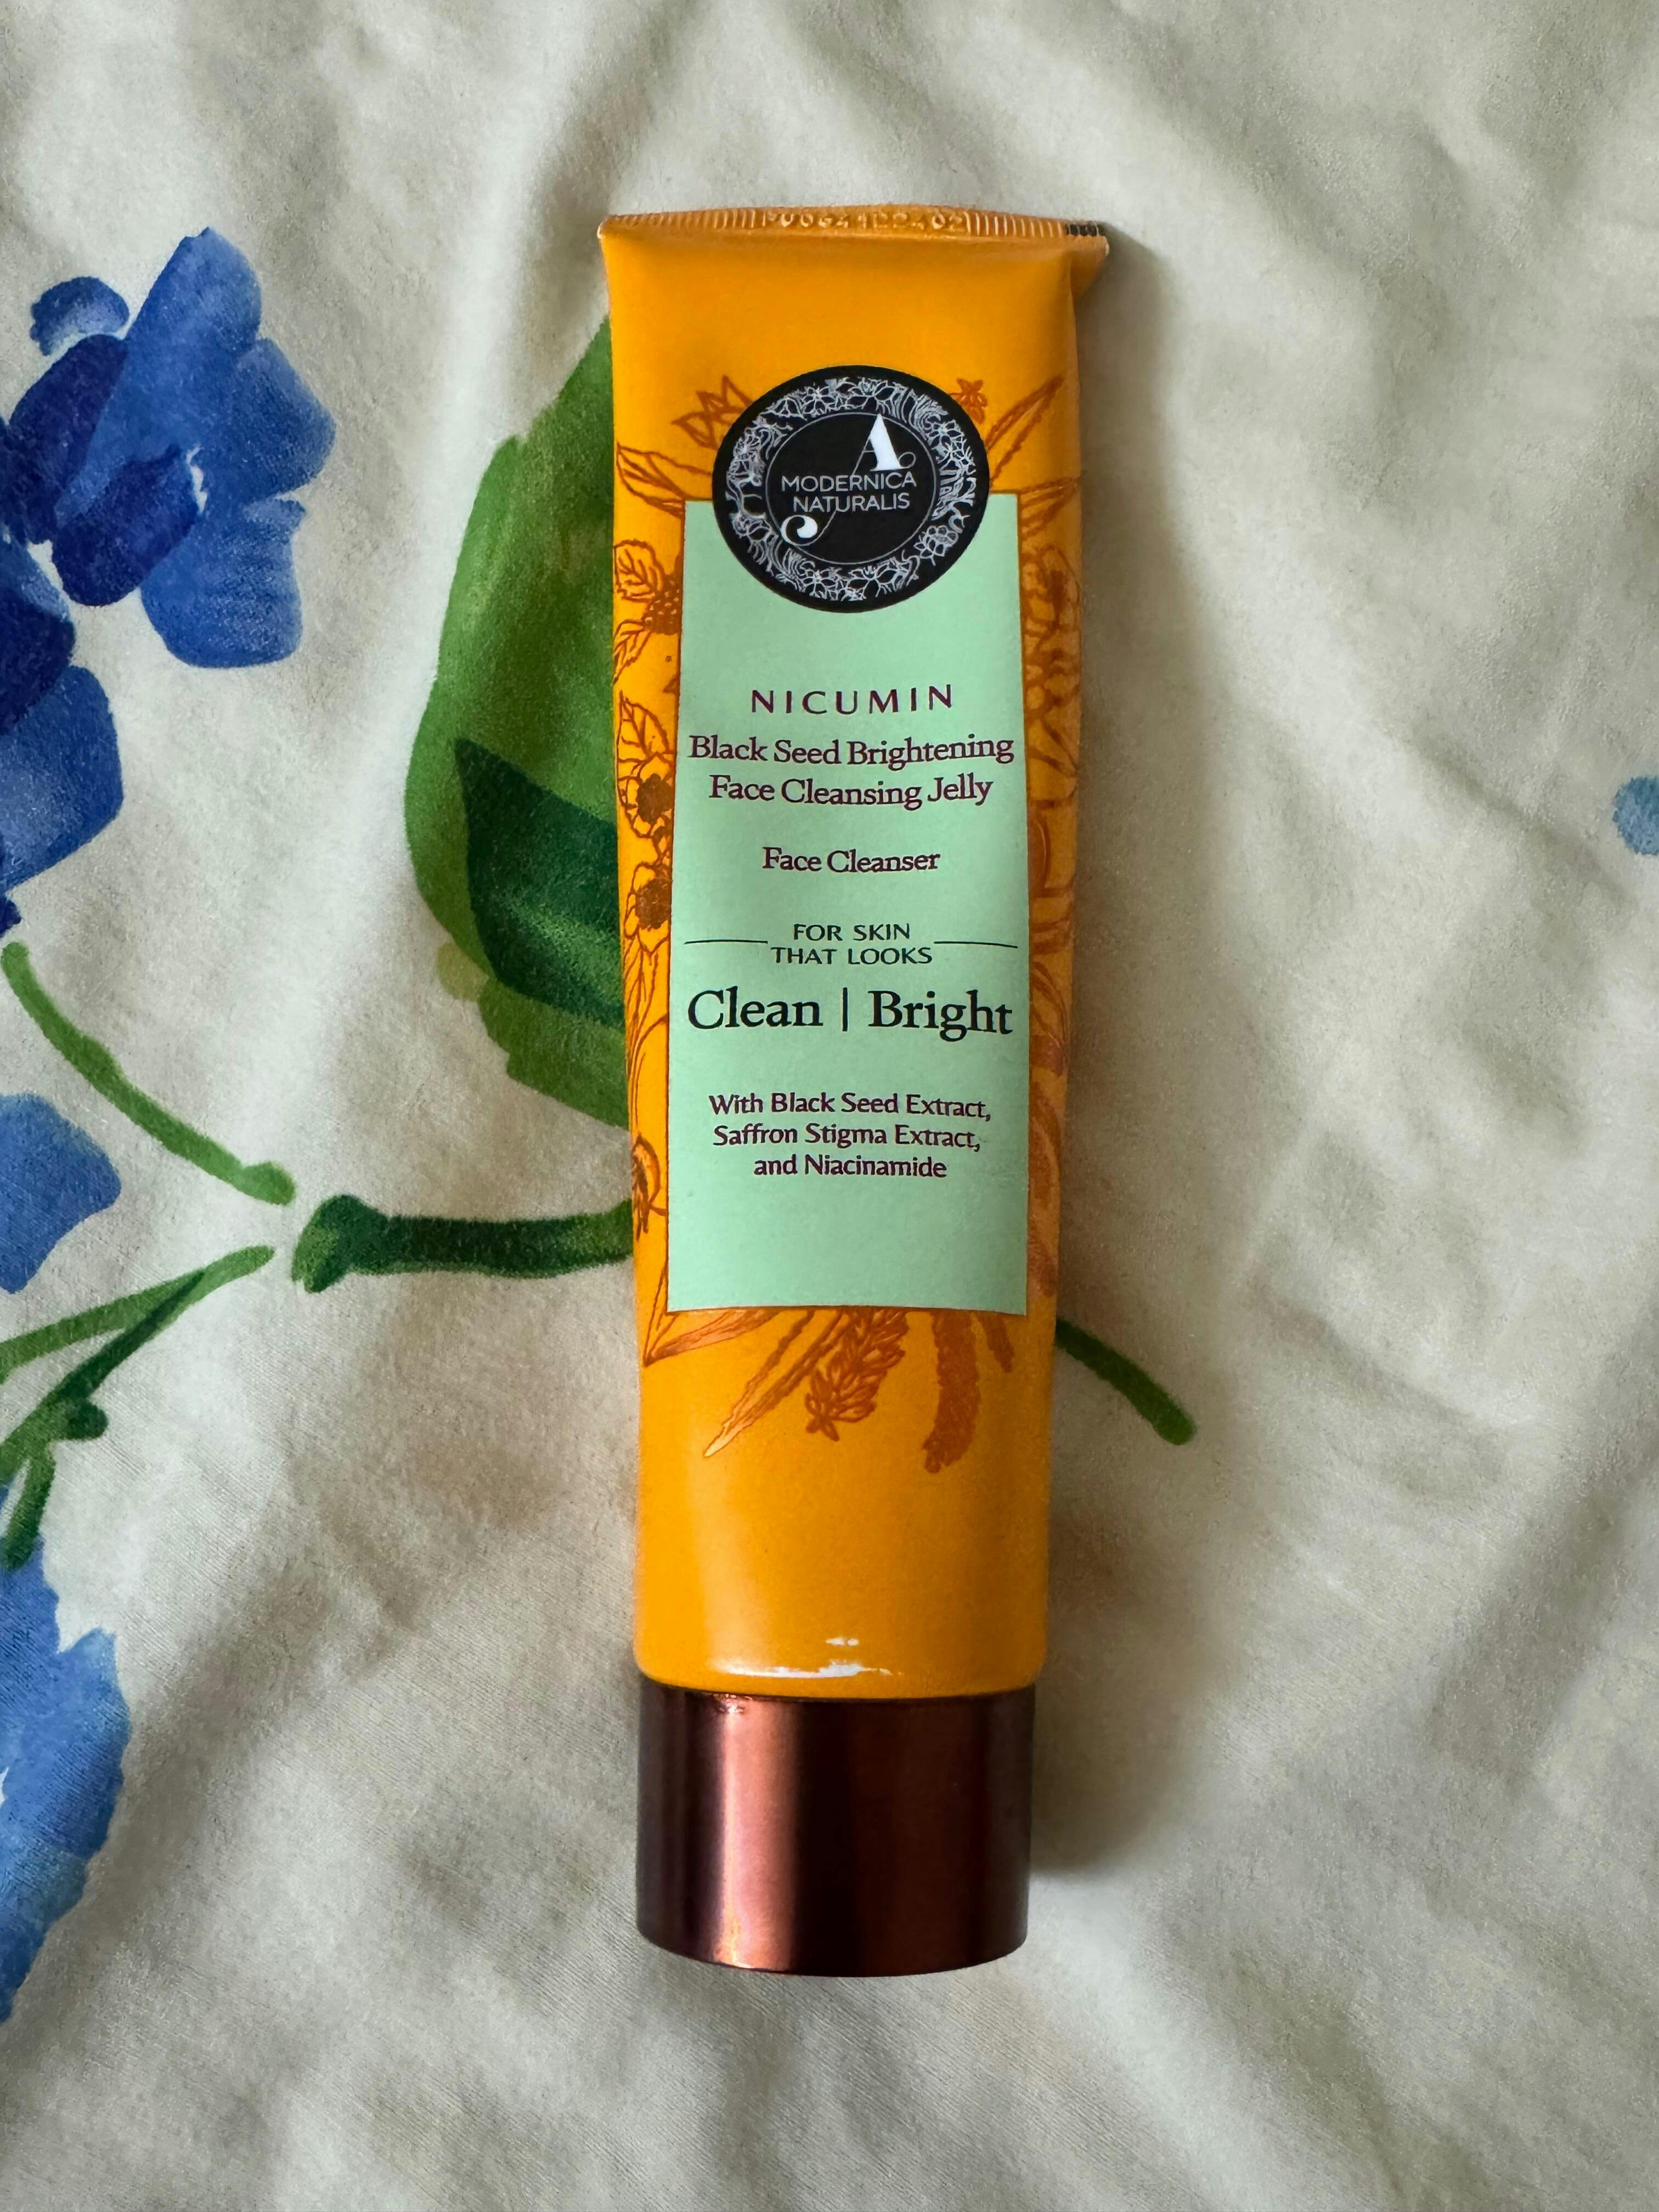 A
MODERNICA
NATURALIS
NICUMIN
Black Seed Brightening
Face Cleansing Jelly
Face Cleanser
FOR SKIN
THAT LOOKS
Clean | Bright
With Black Seed Extract,
Saffron Stigma Extract,
and Niacinamide